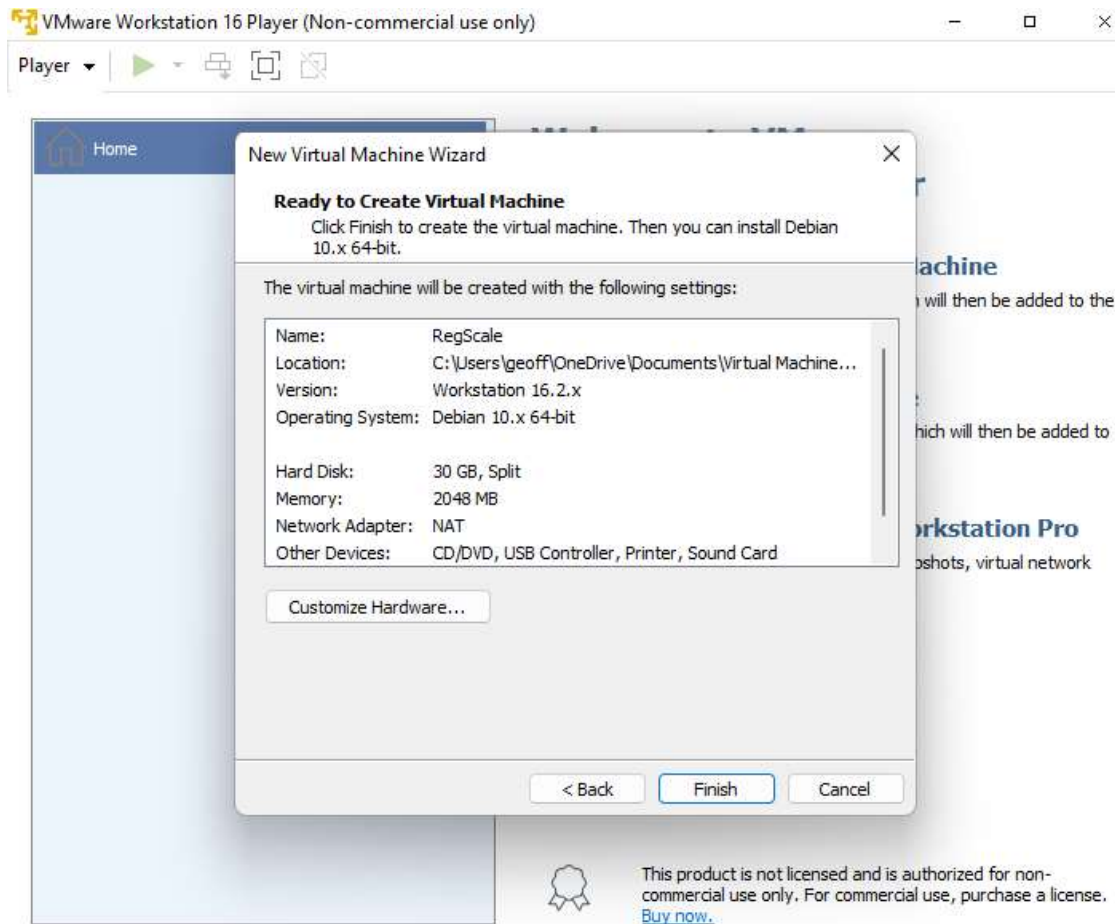 VMware Workstation 16 Player (Non-commercial use only)
Player
Home
New Virtual Machine Wizard
Ready to Create Virtual Machine
Click Finish to create the virtual machine. Then you can install Debian
10.x 64-bit.
The virtual machine will be created with the following settings:
Name: RegScale
Location: C:\Users\geoff\OneDrive\Documents\Virtual Machine...
Version: Workstation 16.2.x
Operating System: Debian 10.x 64-bit
Hard Disk: 30 GB, Split
Memory: 2048 MB
Network Adapter: NAT
Other Devices: CD/DVD, USB Controller, Printer, Sound Card
Customize Hardware...
< Back Finish Cancel
achine
will then be added to the
hich will then be added to
orkstation Pro
pshots, virtual network
This product is not licensed and is authorized for non-
commercial use only. For commercial use, purchase a license.
Buy now.